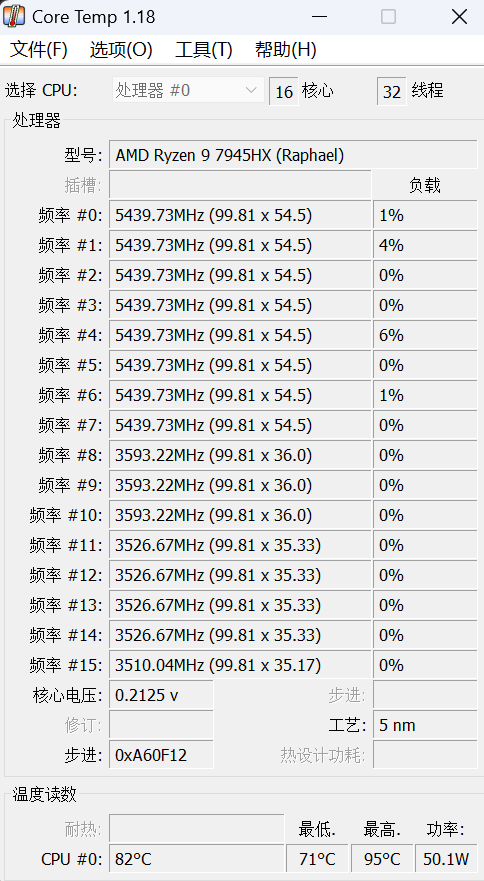 Core Temp 1.18
文件(F) 选项(O) 工具(T) 帮助(H)
选择 CPU: 处理器 #0 16 核心 32 线程
处理器
型号: AMD Ryzen 9 7945HX (Raphael)
插槽: 负载
频率 #0: 5439.73MHz (99.81 x 54.5) 1%
频率 #1: 5439.73MHz (99.81 x 54.5) 4%
频率 #2: 5439.73MHz (99.81 x 54.5) 0%
频率 #3: 5439.73MHz (99.81 x 54.5) 0%
频率 #4: 5439.73MHz (99.81 x 54.5) 6%
频率 #5: 5439.73MHz (99.81 x 54.5) 0%
频率 #6: 5439.73MHz (99.81 x 54.5) 1%
频率 #7: 5439.73MHz (99.81 x 54.5) 0%
频率 #8: 3593.22MHz (99.81 x 36.0) 0%
频率 #9: 3593.22MHz (99.81 x 36.0) 0%
频率 #10: 3593.22MHz (99.81 x 36.0) 0%
频率 #11: 3526.67MHz (99.81 x 35.33) 0%
频率 #12: 3526.67MHz (99.81 x 35.33) 0%
频率 #13: 3526.67MHz (99.81 x 35.33) 0%
频率 #14: 3526.67MHz (99.81 x 35.33) 0%
频率 #15: 3510.04MHz (99.81 x 35.17) 0%
核心电压: 0.2125 v 步进:
修订: 工艺: 5 nm
步进: 0xA60F12 热设计功耗:
温度读数
耐热: 最低. 最高. 功率:
CPU #0: 82°C 71°C 95°C 50.1W